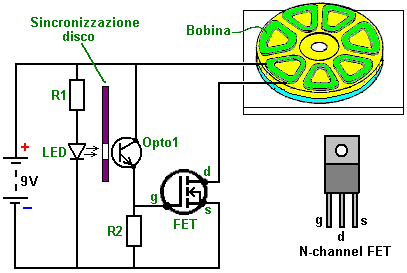 Sincronizzazione
disco
Bobina
R1
Opto1
LED
+
9V
−
d
g
s
R2
FET
g
s
d
N-channel FET